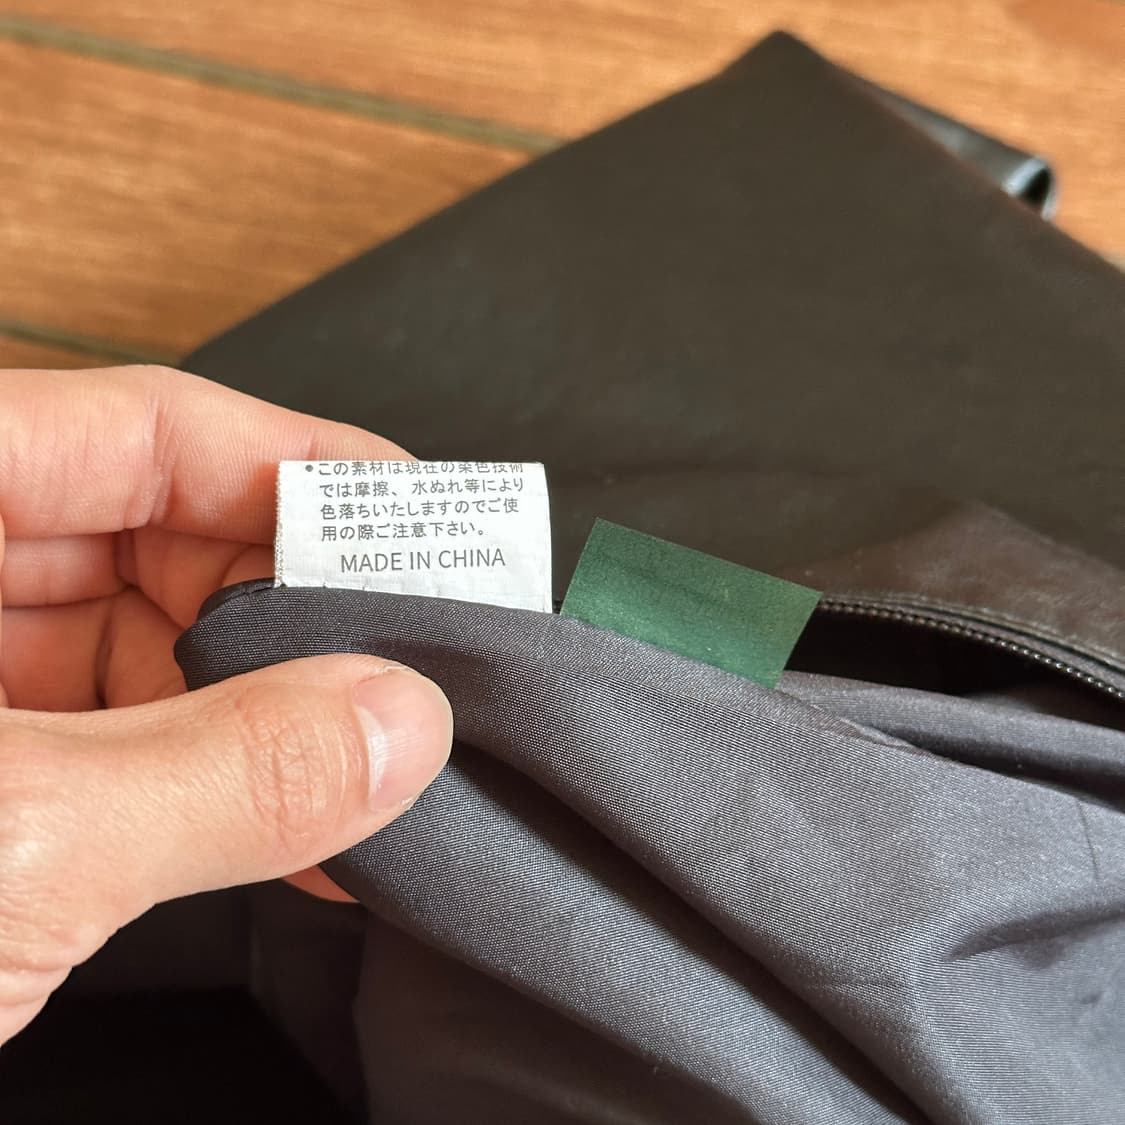 •この素材は現在の染色技術
では摩擦、水ぬれ等により
色落ちいたしますのでご使
用の際ご注意下さい。
MADE IN CHINA